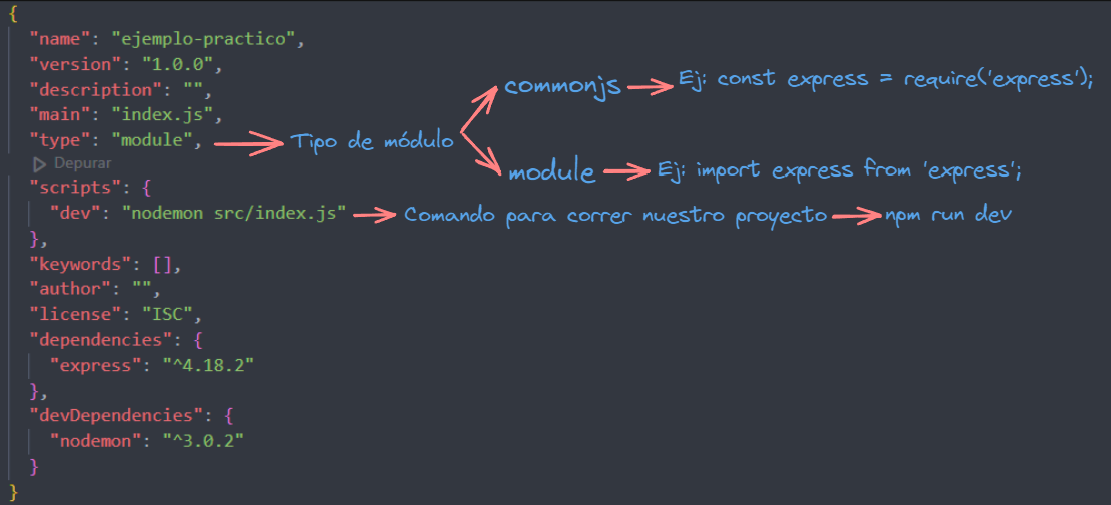 {
"name": "ejemplo-practico",
"version": "1.0.0",
"description": "",
"main": "index.js",
"type": "module", Tipo de módulo
commonjs Ej: const express = require('express');
module Ej: import express from 'express';
Depurar
"scripts": {
"dev": "nodemon src/index.js" Comando para correr nuestro proyecto npm run dev
},
"keywords": [],
"author": "",
"license": "ISC",
"dependencies": {
"express": "^4.18.2"
},
"devDependencies": {
"nodemon": "^3.0.2"
}
}